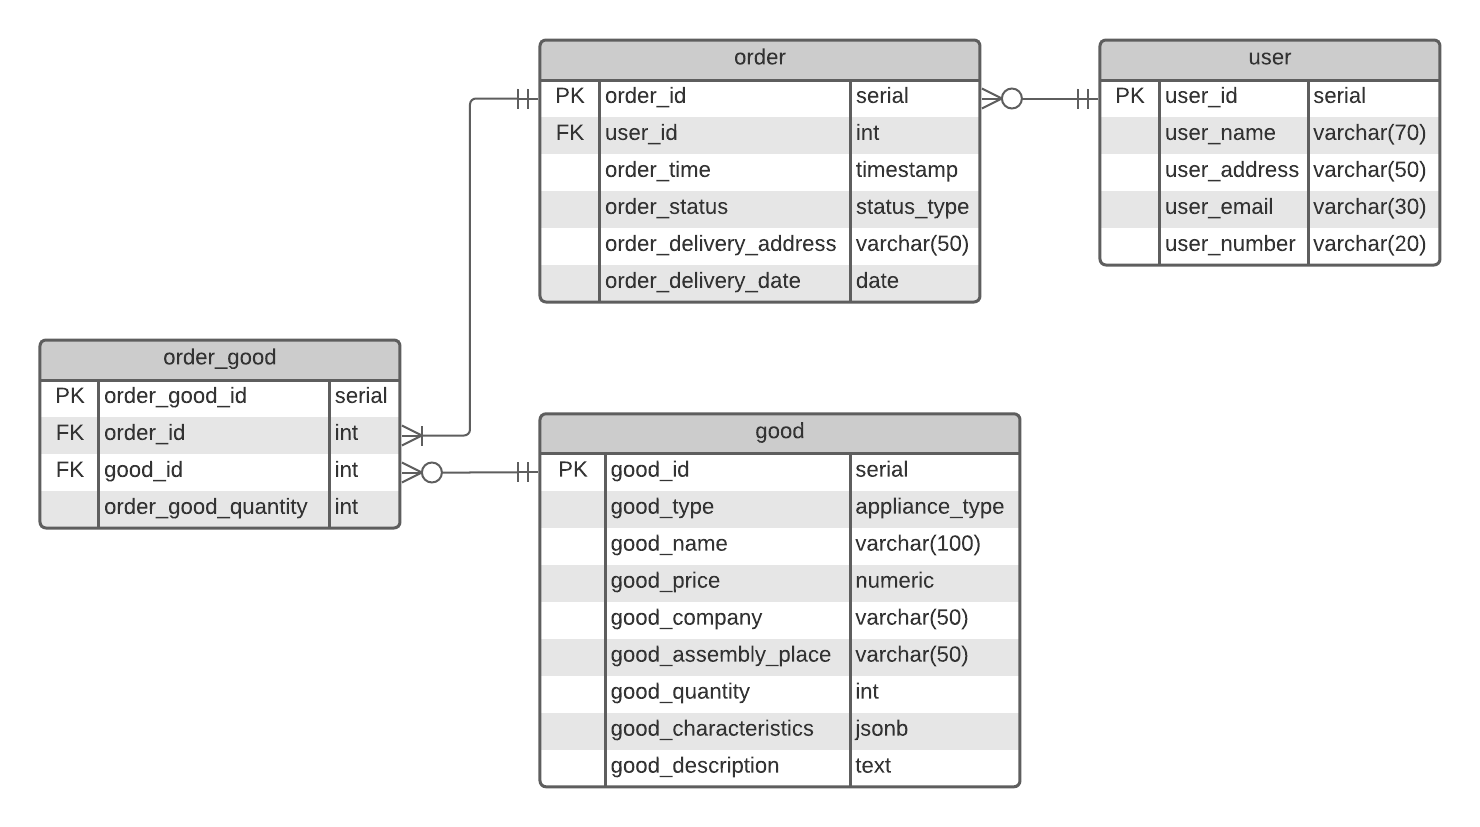 order
PK order_id serial
FK user_id int
order_time timestamp
order_status status_type
order_delivery_address varchar(50)
order_delivery_date date
user
PK user_id serial
user_name varchar(70)
user_address varchar(50)
user_email varchar(30)
user_number varchar(20)
order_good
PK order_good_id serial
FK order_id int
FK good_id int
order_good_quantity int
good
PK good_id serial
good_type appliance_type
good_name varchar(100)
good_price numeric
good_company varchar(50)
good_assembly_place varchar(50)
good_quantity int
good_characteristics jsonb
good_description text